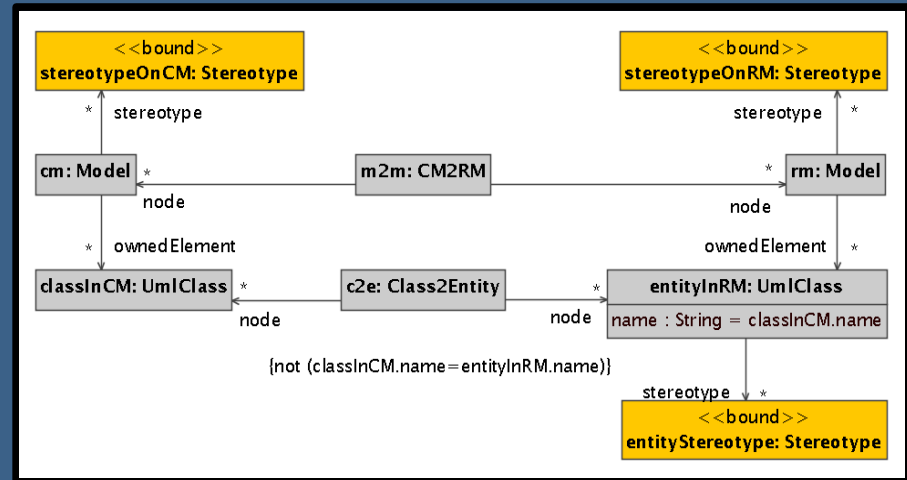 <<bound>>
stereotypeOnCM: Stereotype
<<bound>>
stereotypeOnRM: Stereotype
* stereotype
stereotype *
cm: Model
*
node
m2m: CM2RM
*
node
rm: Model
* ownedElement
ownedElement *
classInCM: UmlClass
*
node
c2e: Class2Entity
*
node
entityInRM: UmlClass
name : String = classInCM.name
{not (classInCM.name=entityInRM.name)}
stereotype *
<<bound>>
entityStereotype: Stereotype